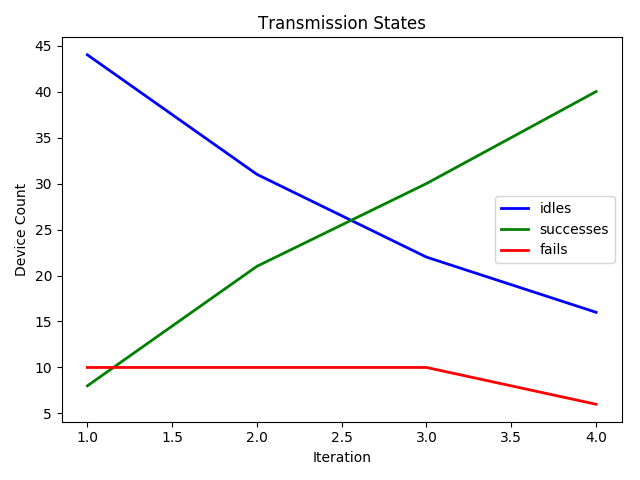 Transmission States
45
40
35
30
25
20
15
10
5
Device Count
idles
successes
fails
1.0 1.5 2.0 2.5 3.0 3.5 4.0
Iteration